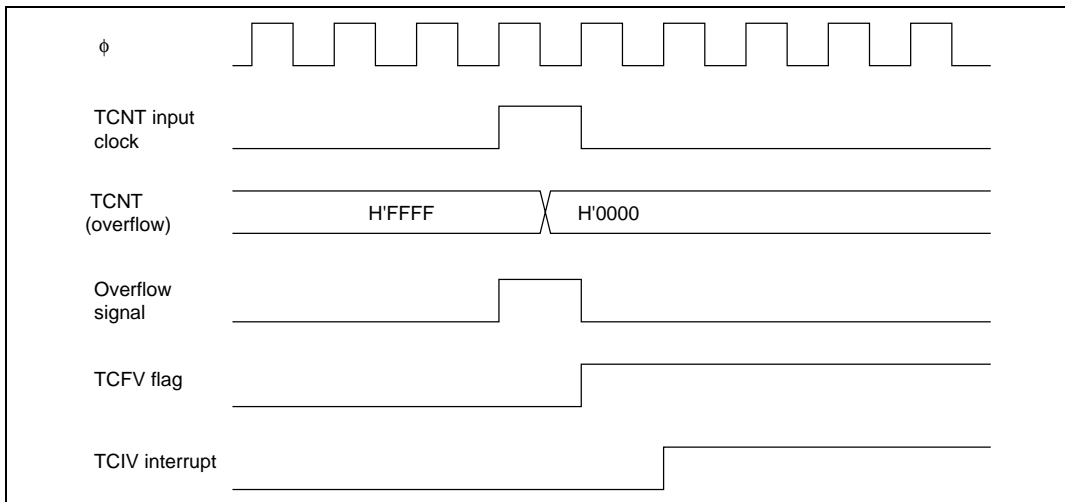 ϕ
TCNT input
clock
TCNT
(overflow)
H'FFFF
H'0000
Overflow
signal
TCFV flag
TCIV interrupt